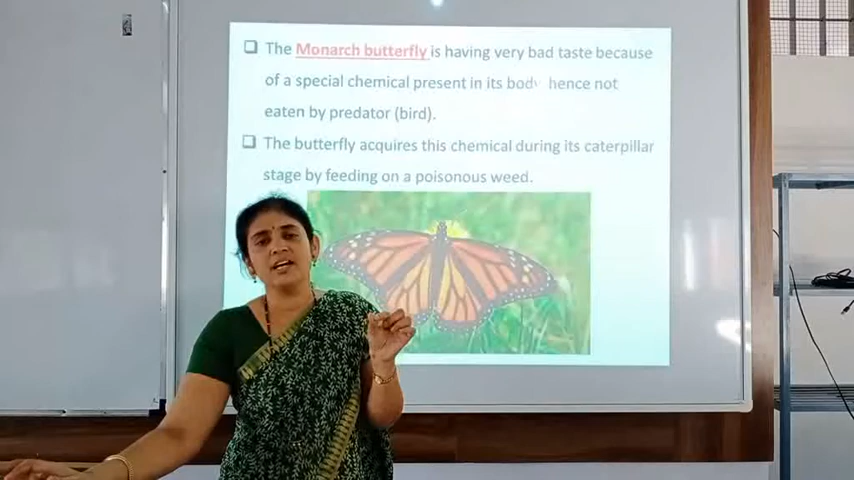 ❑ The Monarch butterfly is having very bad taste because
of a special chemical present in its body hence not
eaten by predator (bird).
❑ The butterfly acquires this chemical during its caterpillar
stage by feeding on a poisonous weed.